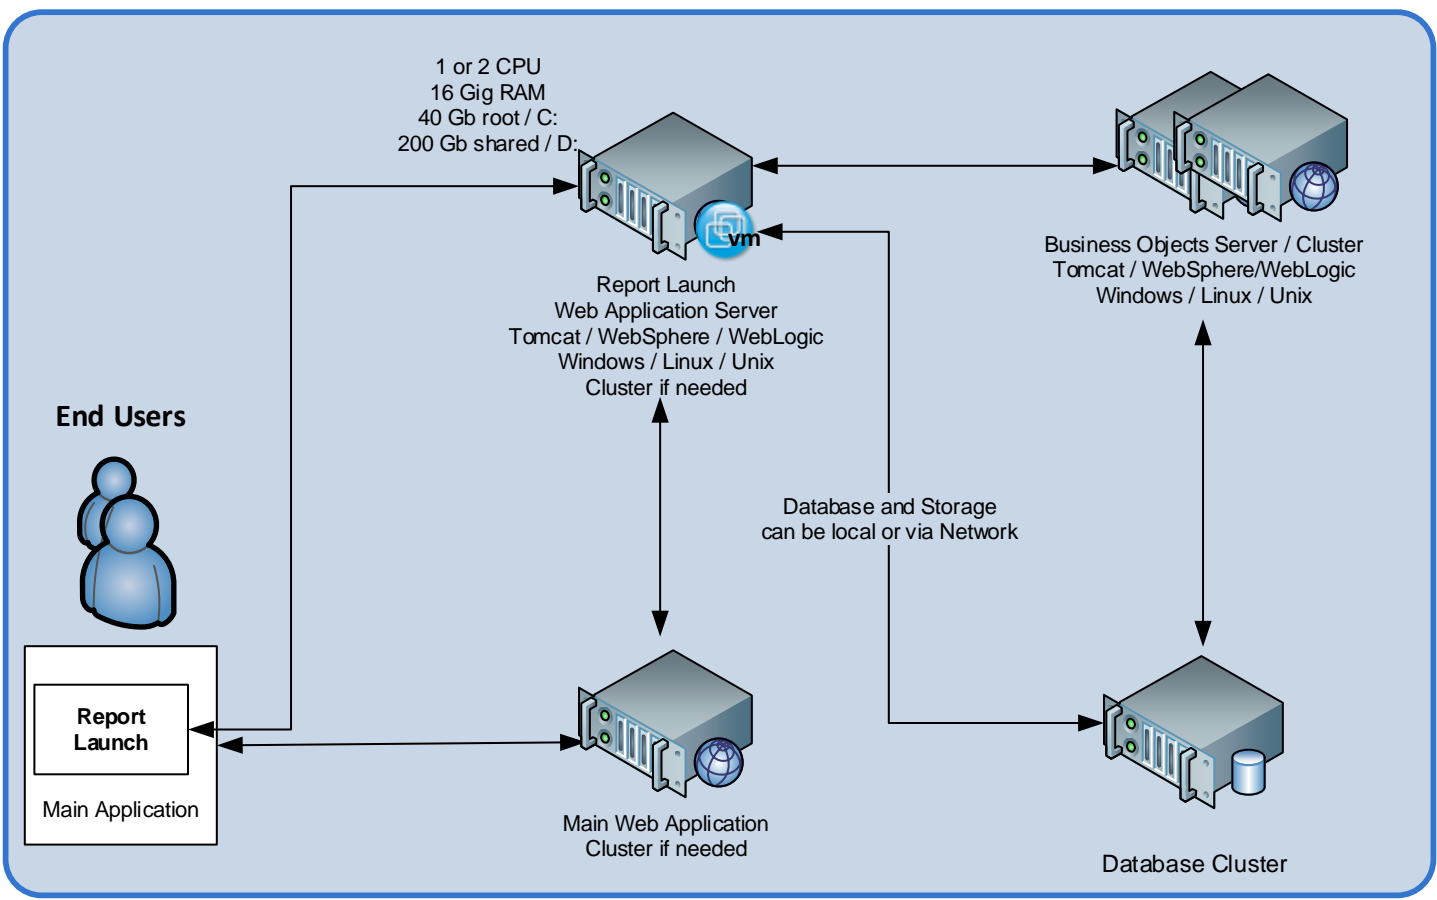 1 or 2 CPU
16 Gig RAM
40 Gb root / C:
200 Gb shared / D:
vm
Report Launch
Web Application Server
Tomcat / WebSphere / WebLogic
Windows / Linux / Unix
Cluster if needed
Business Objects Server / Cluster
Tomcat / WebSphere/WebLogic
Windows / Linux / Unix
End Users
Database and Storage
can be local or via Network
Report
Launch
Main Application
Main Web Application
Cluster if needed
Database Cluster